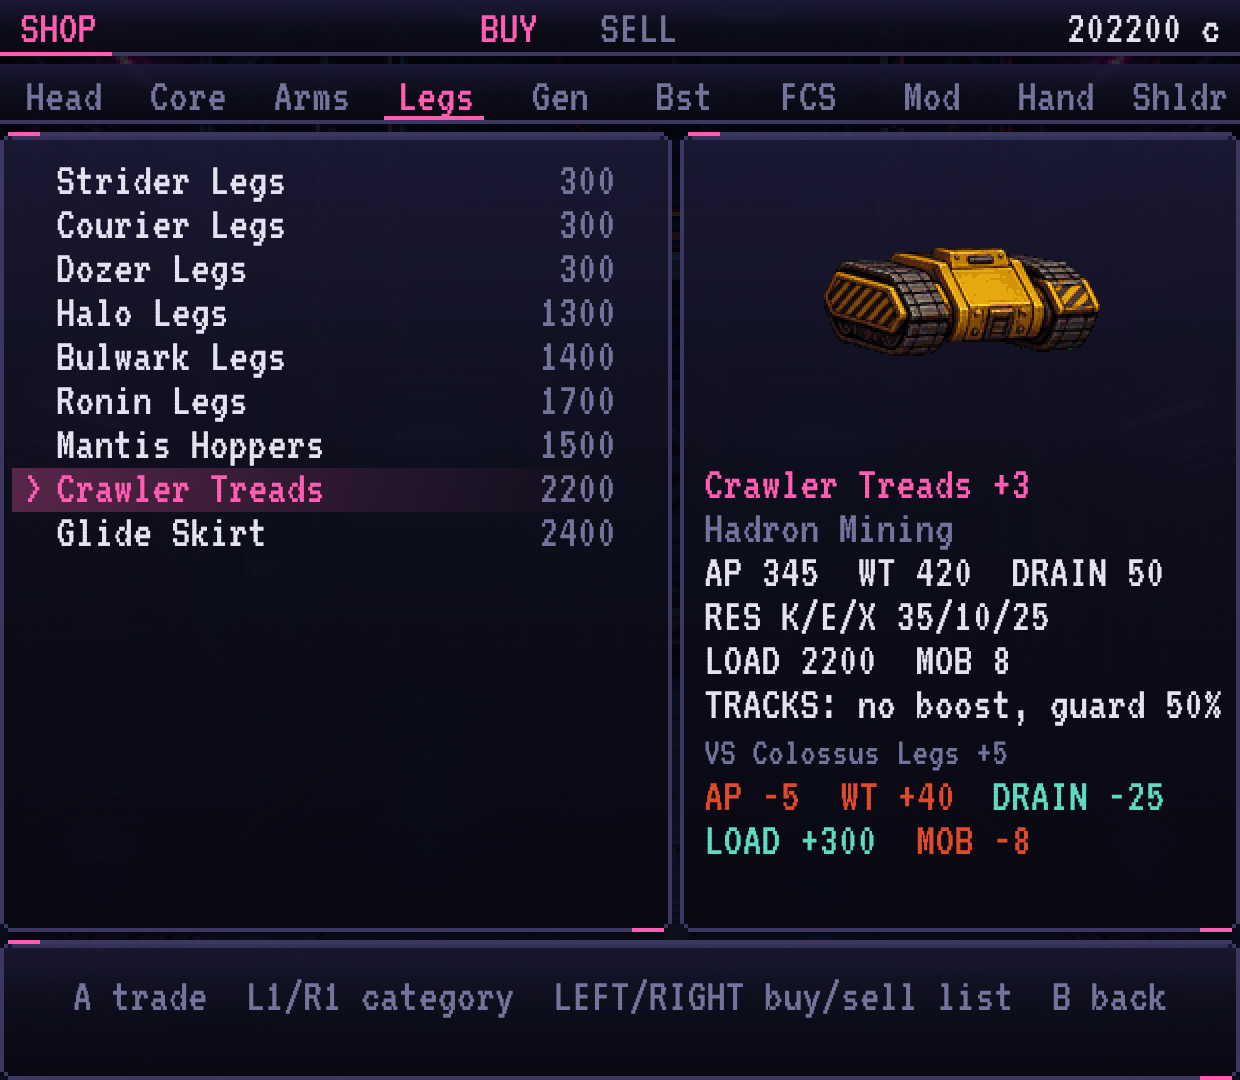 SHOP BUY SELL 202200 c
Head Core Arms Legs Gen Bst FCS Mod Hand Shldr
Strider Legs 300
Courier Legs 300
Dozer Legs 300
Halo Legs 1300
Bulwark Legs 1400
Ronin Legs 1700
Mantis Hoppers 1500
> Crawler Treads 2200
Glide Skirt 2400
Crawler Treads +3
Hadron Mining
AP 345 WT 420 DRAIN 50
RES K/E/X 35/10/25
LOAD 2200 MOB 8
TRACKS: no boost, guard 50%
VS Colossus Legs +5
AP -5 WT +40 DRAIN -25
LOAD +300 MOB -8
A trade L1/R1 category LEFT/RIGHT buy/sell list B back